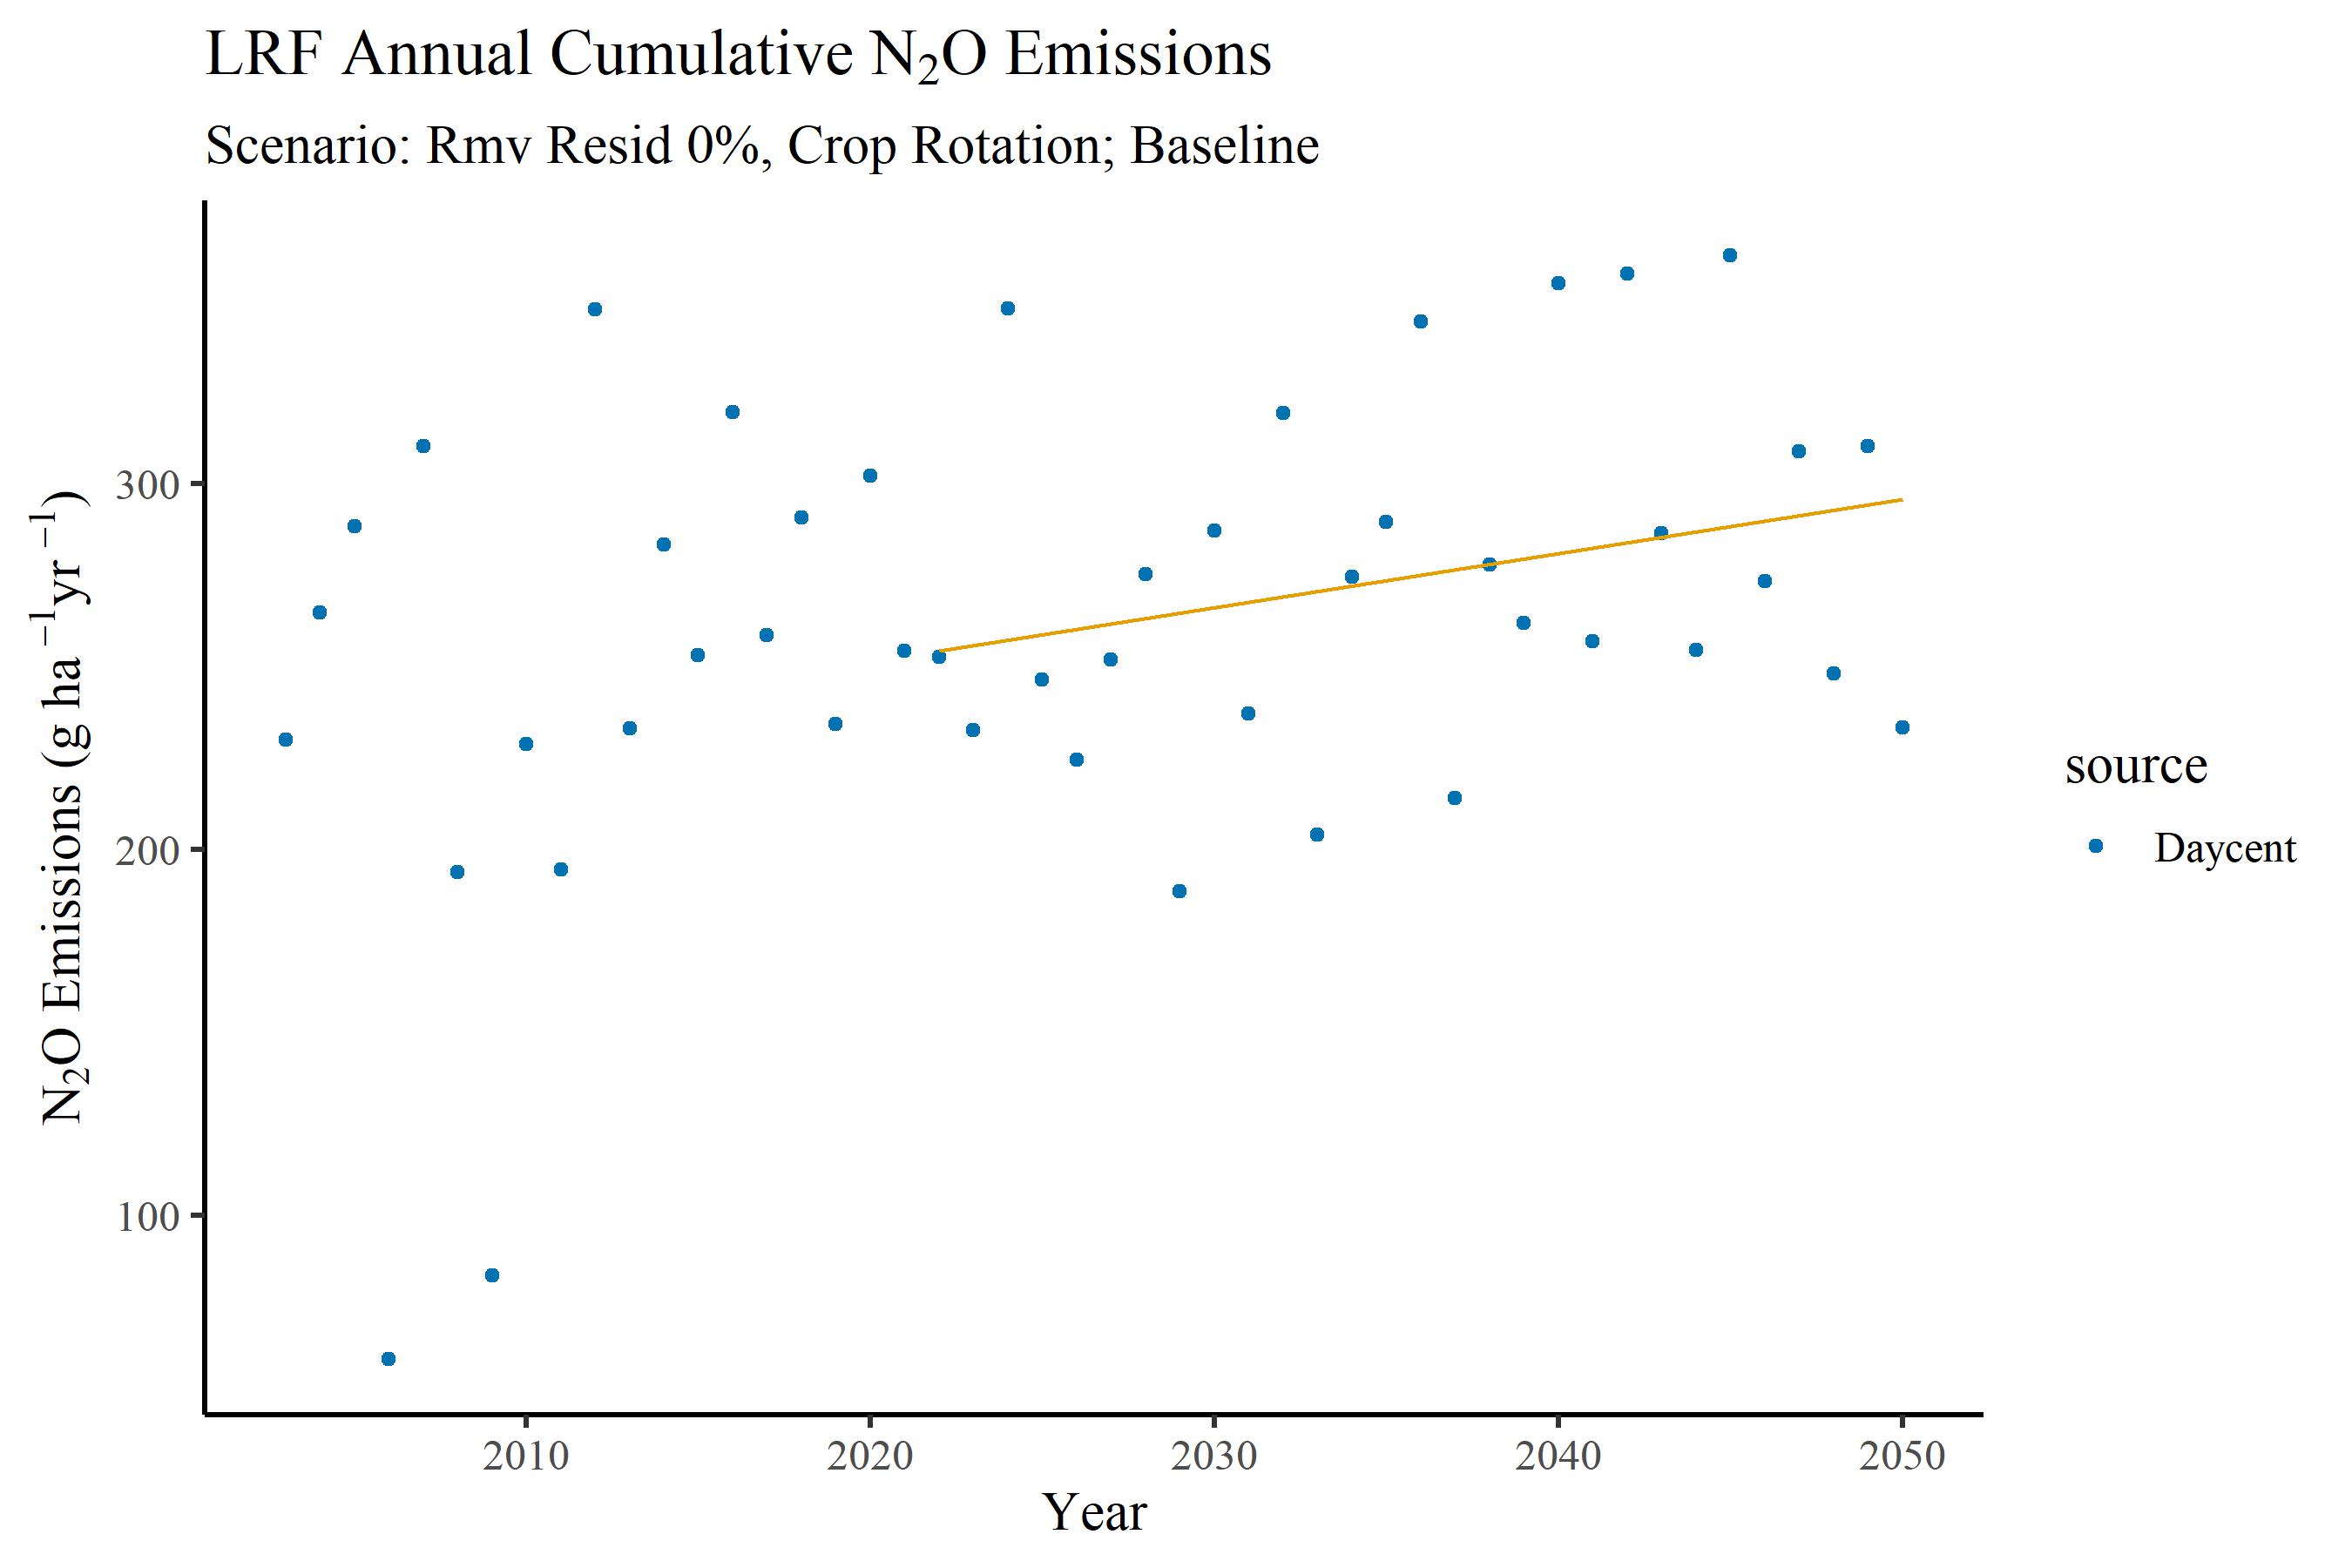 LRF Annual Cumulative N₂O Emissions
Scenario: Rmv Resid 0%, Crop Rotation; Baseline
N₂O Emissions (g ha ⁻¹yr ⁻¹)
300
200
100
2010
2020
2030
2040
2050
Year
source
Daycent